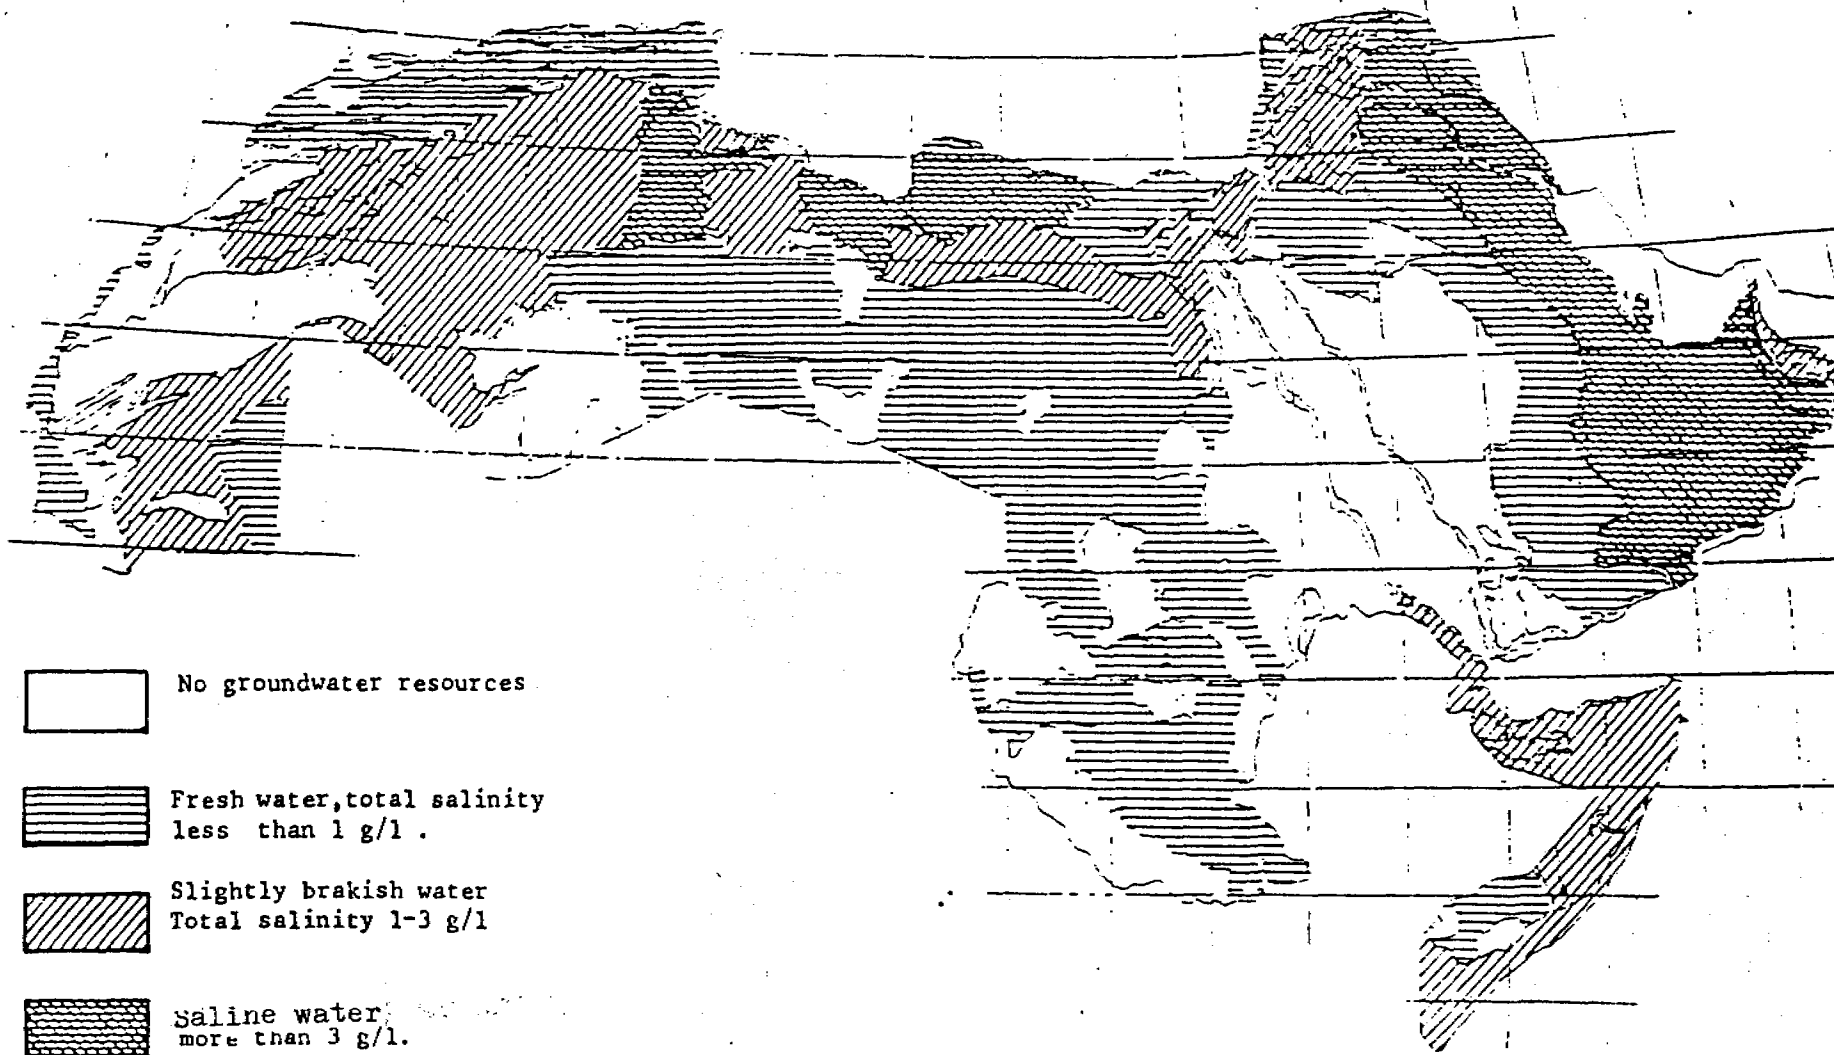 No groundwater resources
Fresh water,total salinity
less than 1 g/l .
Slightly brakish water
Total salinity 1-3 g/l
Saline water
more than 3 g/l.